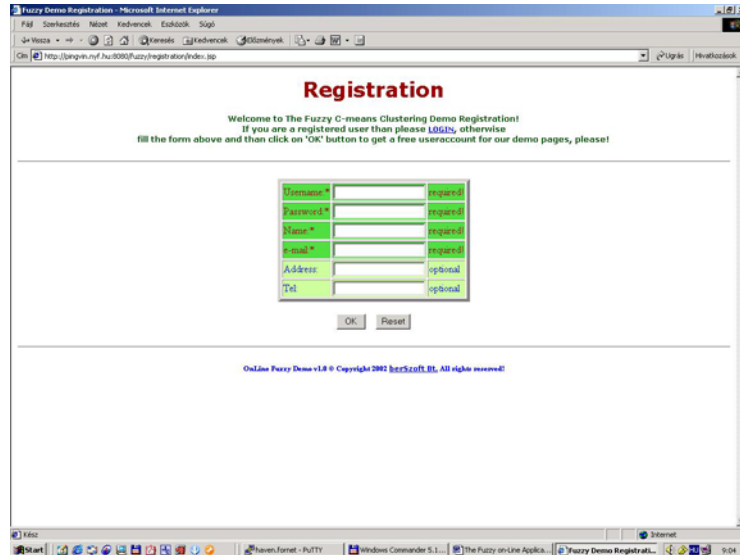 Fuzzy Demo Registration - Microsoft Internet Explorer
Fájl Szerkesztés Nézet Kedvencek Eszközök Súgó
Vissza Keresés Kedvencek Előzmények
Cím http://pingvin.nyf.hu:8080/fuzzy/registration/index.jsp Ugrás Hivatkozások
Registration
Welcome to The Fuzzy C-means Clustering Demo Registration!
If you are a registered user than please LOGIN, otherwise
fill the form above and than click on 'OK' button to get a free useraccount for our demo pages, please!
Username:* required!
Password:* required!
Name:* required!
e-mail:* required!
Address: optional
Tel: optional
OK Reset
OnLine Fuzzy Demo v1.0 © Copyright 2002 berSzoft Bt. All rights reserved!
Kész Internet
Start haven.fornet - PuTTY Windows Commander 5.1... The Fuzzy on-Line Applica... Fuzzy Demo Registrati... 9:04